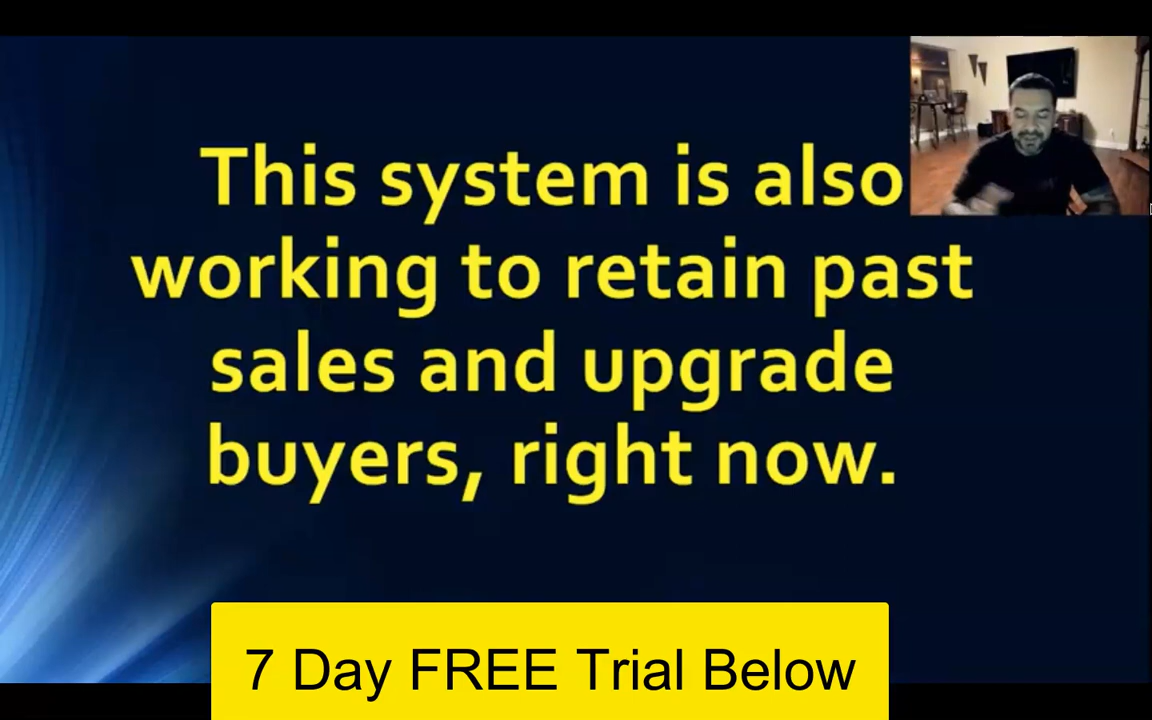 This system is also
working to retain past
sales and upgrade
buyers, right now.
7 Day FREE Trial Below